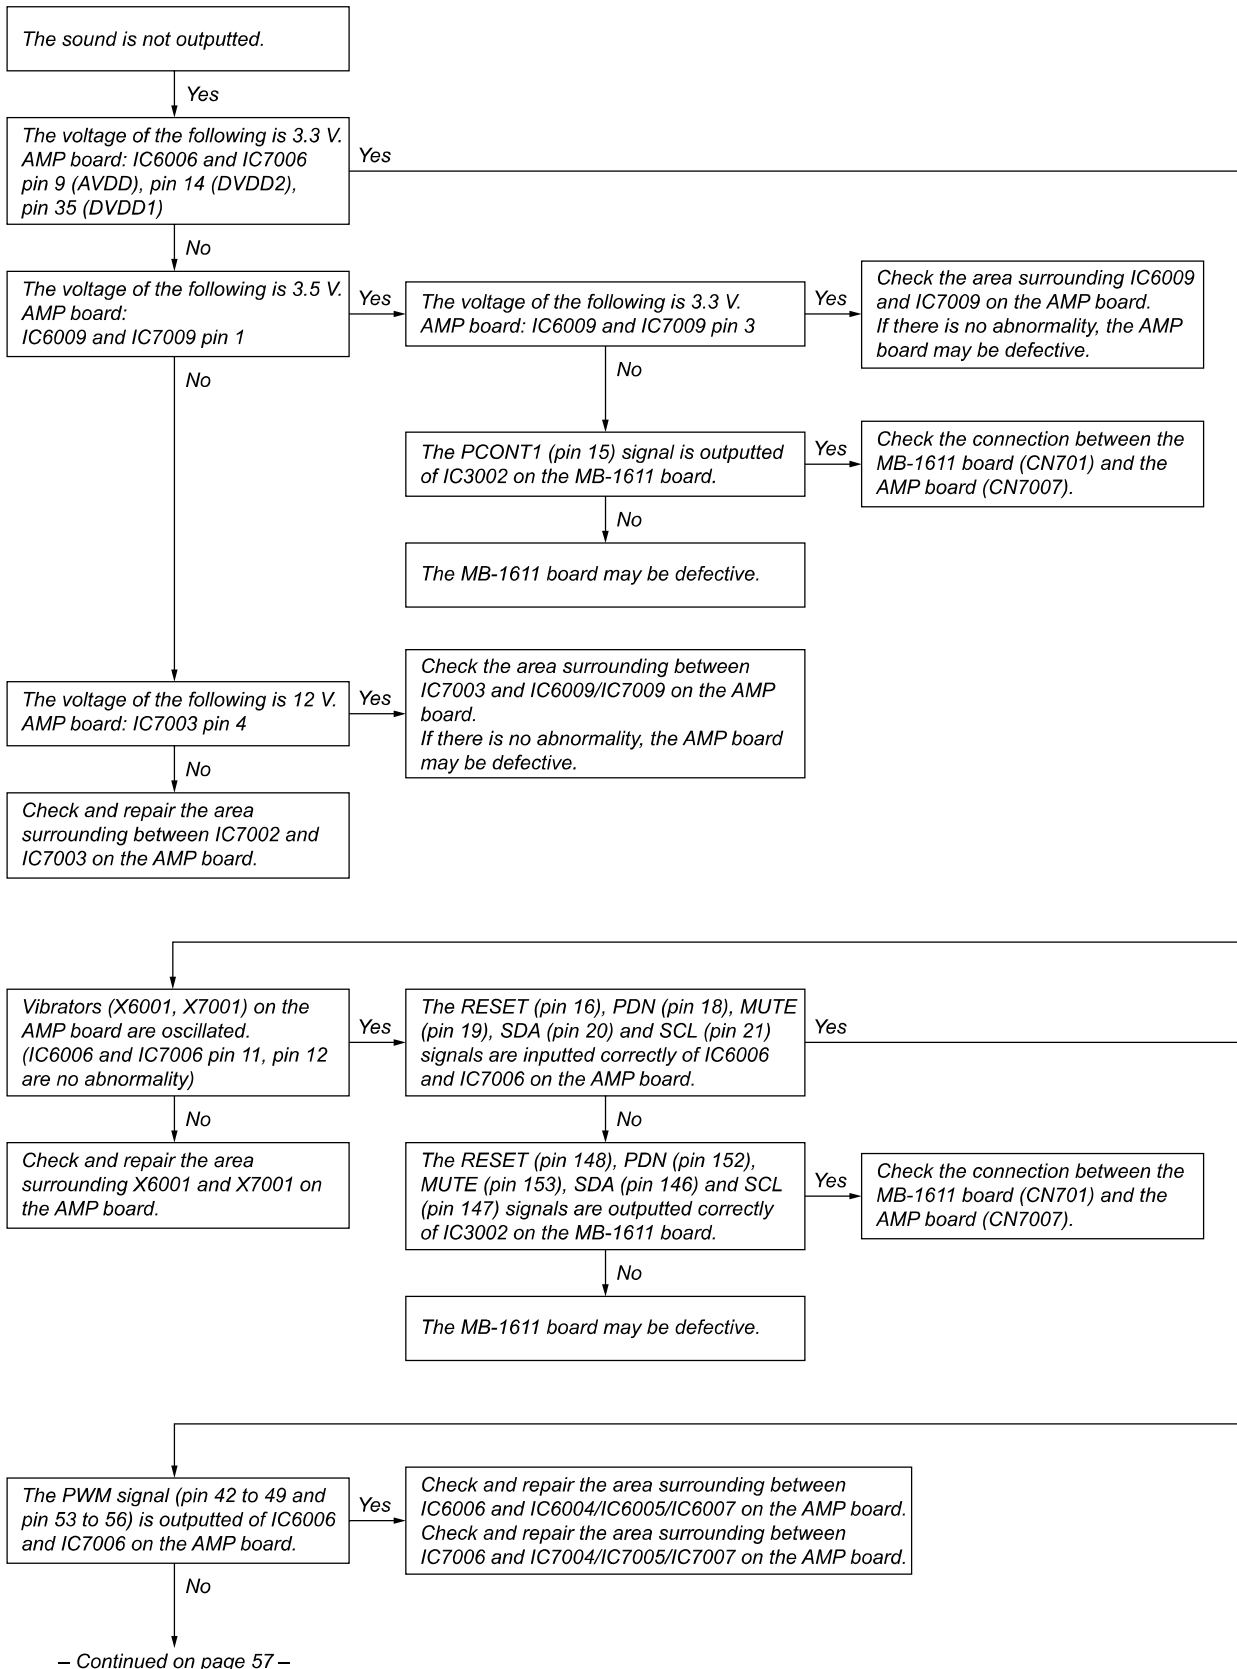 The sound is not outputted.
Yes
The voltage of the following is 3.3 V.
AMP board: IC6006 and IC7006
pin 9 (AVDD), pin 14 (DVDD2),
pin 35 (DVDD1)
Yes
No
The voltage of the following is 3.5 V.
AMP board:
IC6009 and IC7009 pin 1
Yes
The voltage of the following is 3.3 V.
AMP board: IC6009 and IC7009 pin 3
Yes
Check the area surrounding IC6009
and IC7009 on the AMP board.
If there is no abnormality, the AMP
board may be defective.
No
No
The PCONT1 (pin 15) signal is outputted
of IC3002 on the MB-1611 board.
Yes
Check the connection between the
MB-1611 board (CN701) and the
AMP board (CN7007).
No
The MB-1611 board may be defective.
The voltage of the following is 12 V.
AMP board: IC7003 pin 4
Yes
Check the area surrounding between
IC7003 and IC6009/IC7009 on the AMP
board.
If there is no abnormality, the AMP board
may be defective.
No
Check and repair the area
surrounding between IC7002 and
IC7003 on the AMP board.
Vibrators (X6001, X7001) on the
AMP board are oscillated.
(IC6006 and IC7006 pin 11, pin 12
are no abnormality)
Yes
The RESET (pin 16), PDN (pin 18), MUTE
(pin 19), SDA (pin 20) and SCL (pin 21)
signals are inputted correctly of IC6006
and IC7006 on the AMP board.
Yes
No
No
Check and repair the area
surrounding X6001 and X7001 on
the AMP board.
The RESET (pin 148), PDN (pin 152),
MUTE (pin 153), SDA (pin 146) and SCL
(pin 147) signals are outputted correctly
of IC3002 on the MB-1611 board.
Yes
Check the connection between the
MB-1611 board (CN701) and the
AMP board (CN7007).
No
The MB-1611 board may be defective.
The PWM signal (pin 42 to 49 and
pin 53 to 56) is outputted of IC6006
and IC7006 on the AMP board.
Yes
Check and repair the area surrounding between
IC6006 and IC6004/IC6005/IC6007 on the AMP board.
Check and repair the area surrounding between
IC7006 and IC7004/IC7005/IC7007 on the AMP board.
No
– Continued on page 57 –